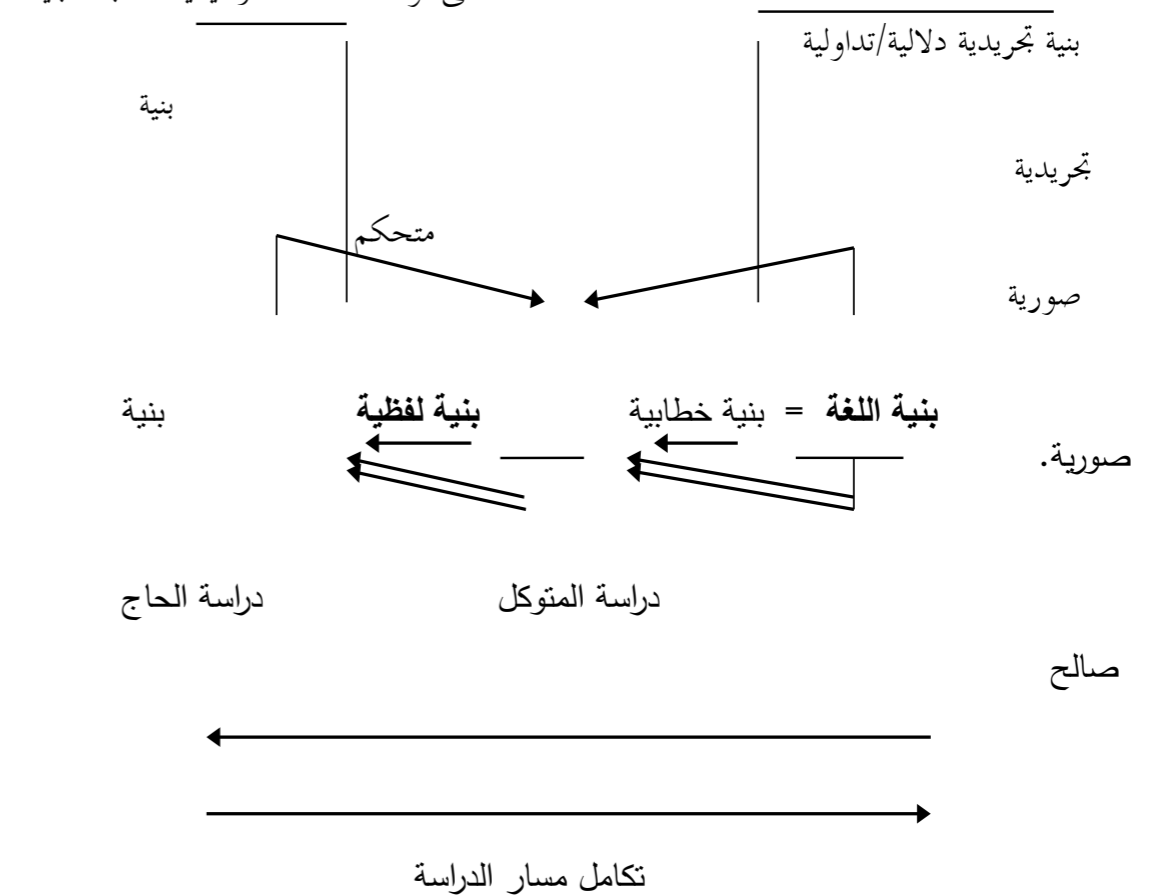 بنية تجريدية دلالية/تداولية
بنية
تجريدية
متحكم
صورية
بنية اللغة = بنية خطابية بنية لفظية بنية
صورية.
دراسة المتوكل دراسة الحاج
صالح
تكامل مسار الدراسة